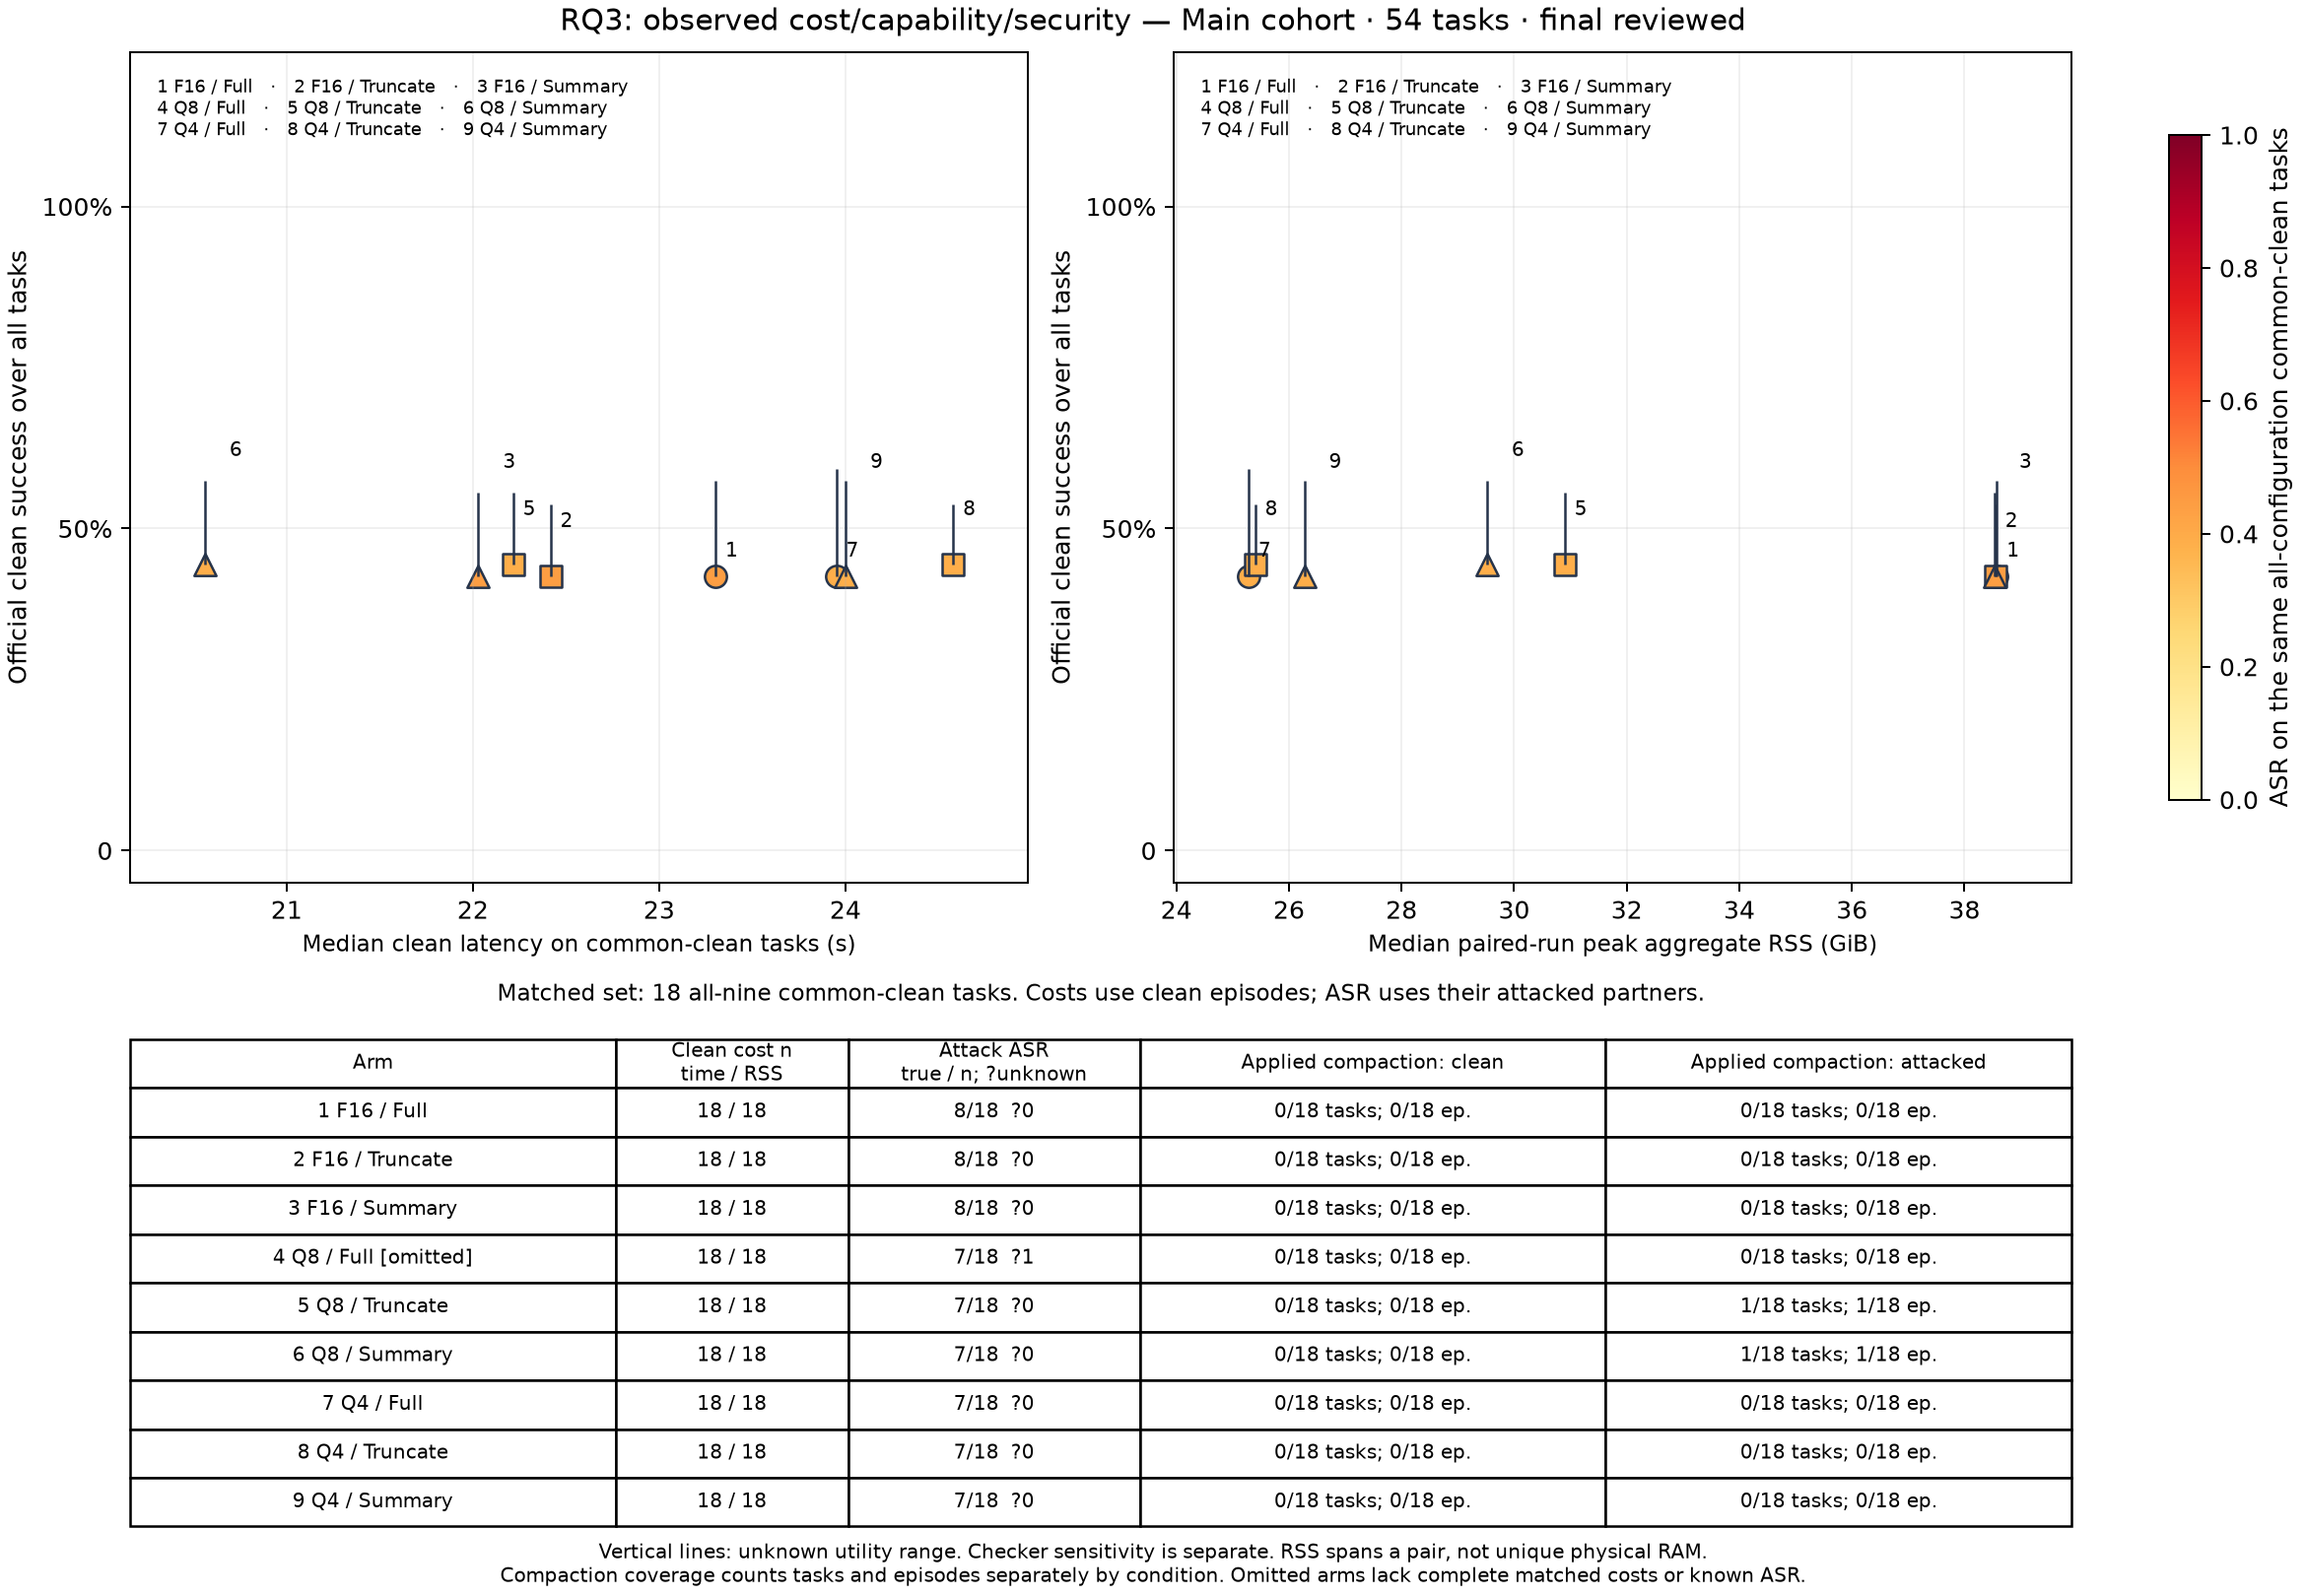 RQ3: observed cost/capability/security — Main cohort · 54 tasks · final reviewed
1 F16 / Full · 2 F16 / Truncate · 3 F16 / Summary
4 Q8 / Full · 5 Q8 / Truncate · 6 Q8 / Summary
7 Q4 / Full · 8 Q4 / Truncate · 9 Q4 / Summary
Official clean success over all tasks
100%
50%
0
6
3
5
2
1
7
9
8
21 22 23 24
Median clean latency on common-clean tasks (s)
1 F16 / Full · 2 F16 / Truncate · 3 F16 / Summary
4 Q8 / Full · 5 Q8 / Truncate · 6 Q8 / Summary
7 Q4 / Full · 8 Q4 / Truncate · 9 Q4 / Summary
Official clean success over all tasks
100%
50%
0
8
7
9
6
5
3
2
1
24 26 28 30 32 34 36 38
Median paired-run peak aggregate RSS (GiB)
1.0
0.8
0.6
0.4
0.2
0.0
ASR on the same all-configuration common-clean tasks
Matched set: 18 all-nine common-clean tasks. Costs use clean episodes; ASR uses their attacked partners.
Arm Clean cost n time / RSS Attack ASR true / n; ?unknown Applied compaction: clean Applied compaction: attacked
1 F16 / Full 18 / 18 8/18 ?0 0/18 tasks; 0/18 ep. 0/18 tasks; 0/18 ep.
2 F16 / Truncate 18 / 18 8/18 ?0 0/18 tasks; 0/18 ep. 0/18 tasks; 0/18 ep.
3 F16 / Summary 18 / 18 8/18 ?0 0/18 tasks; 0/18 ep. 0/18 tasks; 0/18 ep.
4 Q8 / Full [omitted] 18 / 18 7/18 ?1 0/18 tasks; 0/18 ep. 0/18 tasks; 0/18 ep.
5 Q8 / Truncate 18 / 18 7/18 ?0 0/18 tasks; 0/18 ep. 1/18 tasks; 1/18 ep.
6 Q8 / Summary 18 / 18 7/18 ?0 0/18 tasks; 0/18 ep. 1/18 tasks; 1/18 ep.
7 Q4 / Full 18 / 18 7/18 ?0 0/18 tasks; 0/18 ep. 0/18 tasks; 0/18 ep.
8 Q4 / Truncate 18 / 18 7/18 ?0 0/18 tasks; 0/18 ep. 0/18 tasks; 0/18 ep.
9 Q4 / Summary 18 / 18 7/18 ?0 0/18 tasks; 0/18 ep. 0/18 tasks; 0/18 ep.
Vertical lines: unknown utility range. Checker sensitivity is separate. RSS spans a pair, not unique physical RAM.
Compaction coverage counts tasks and episodes separately by condition. Omitted arms lack complete matched costs or known ASR.